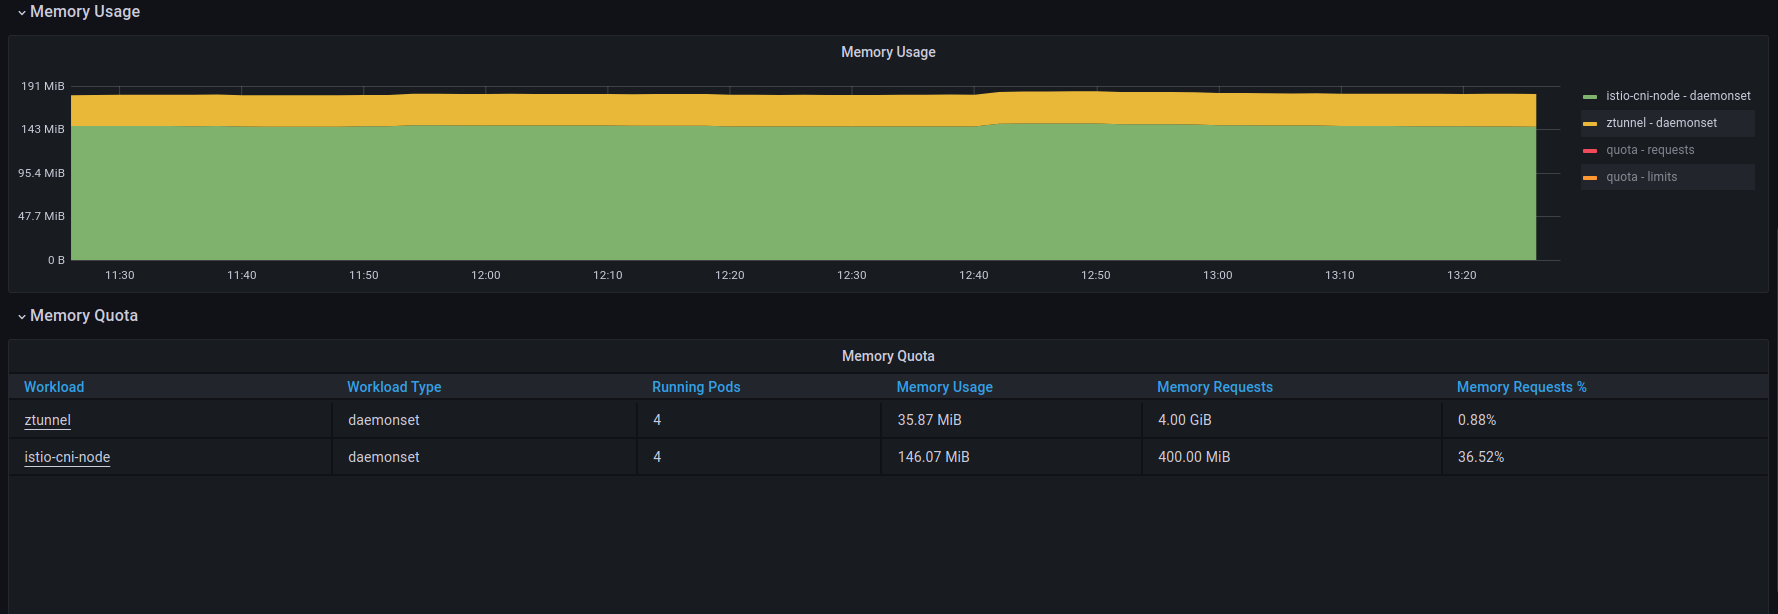 Memory Usage
Memory Usage
191 MiB
143 MiB
95.4 MiB
47.7 MiB
0 B
11:30 11:40 11:50 12:00 12:10 12:20 12:30 12:40 12:50 13:00 13:10 13:20
istio-cni-node - daemonset
ztunnel - daemonset
quota - requests
quota - limits
Memory Quota
Memory Quota
Workload Workload Type Running Pods Memory Usage Memory Requests Memory Requests %
ztunnel daemonset 4 35.87 MiB 4.00 GiB 0.88%
istio-cni-node daemonset 4 146.07 MiB 400.00 MiB 36.52%